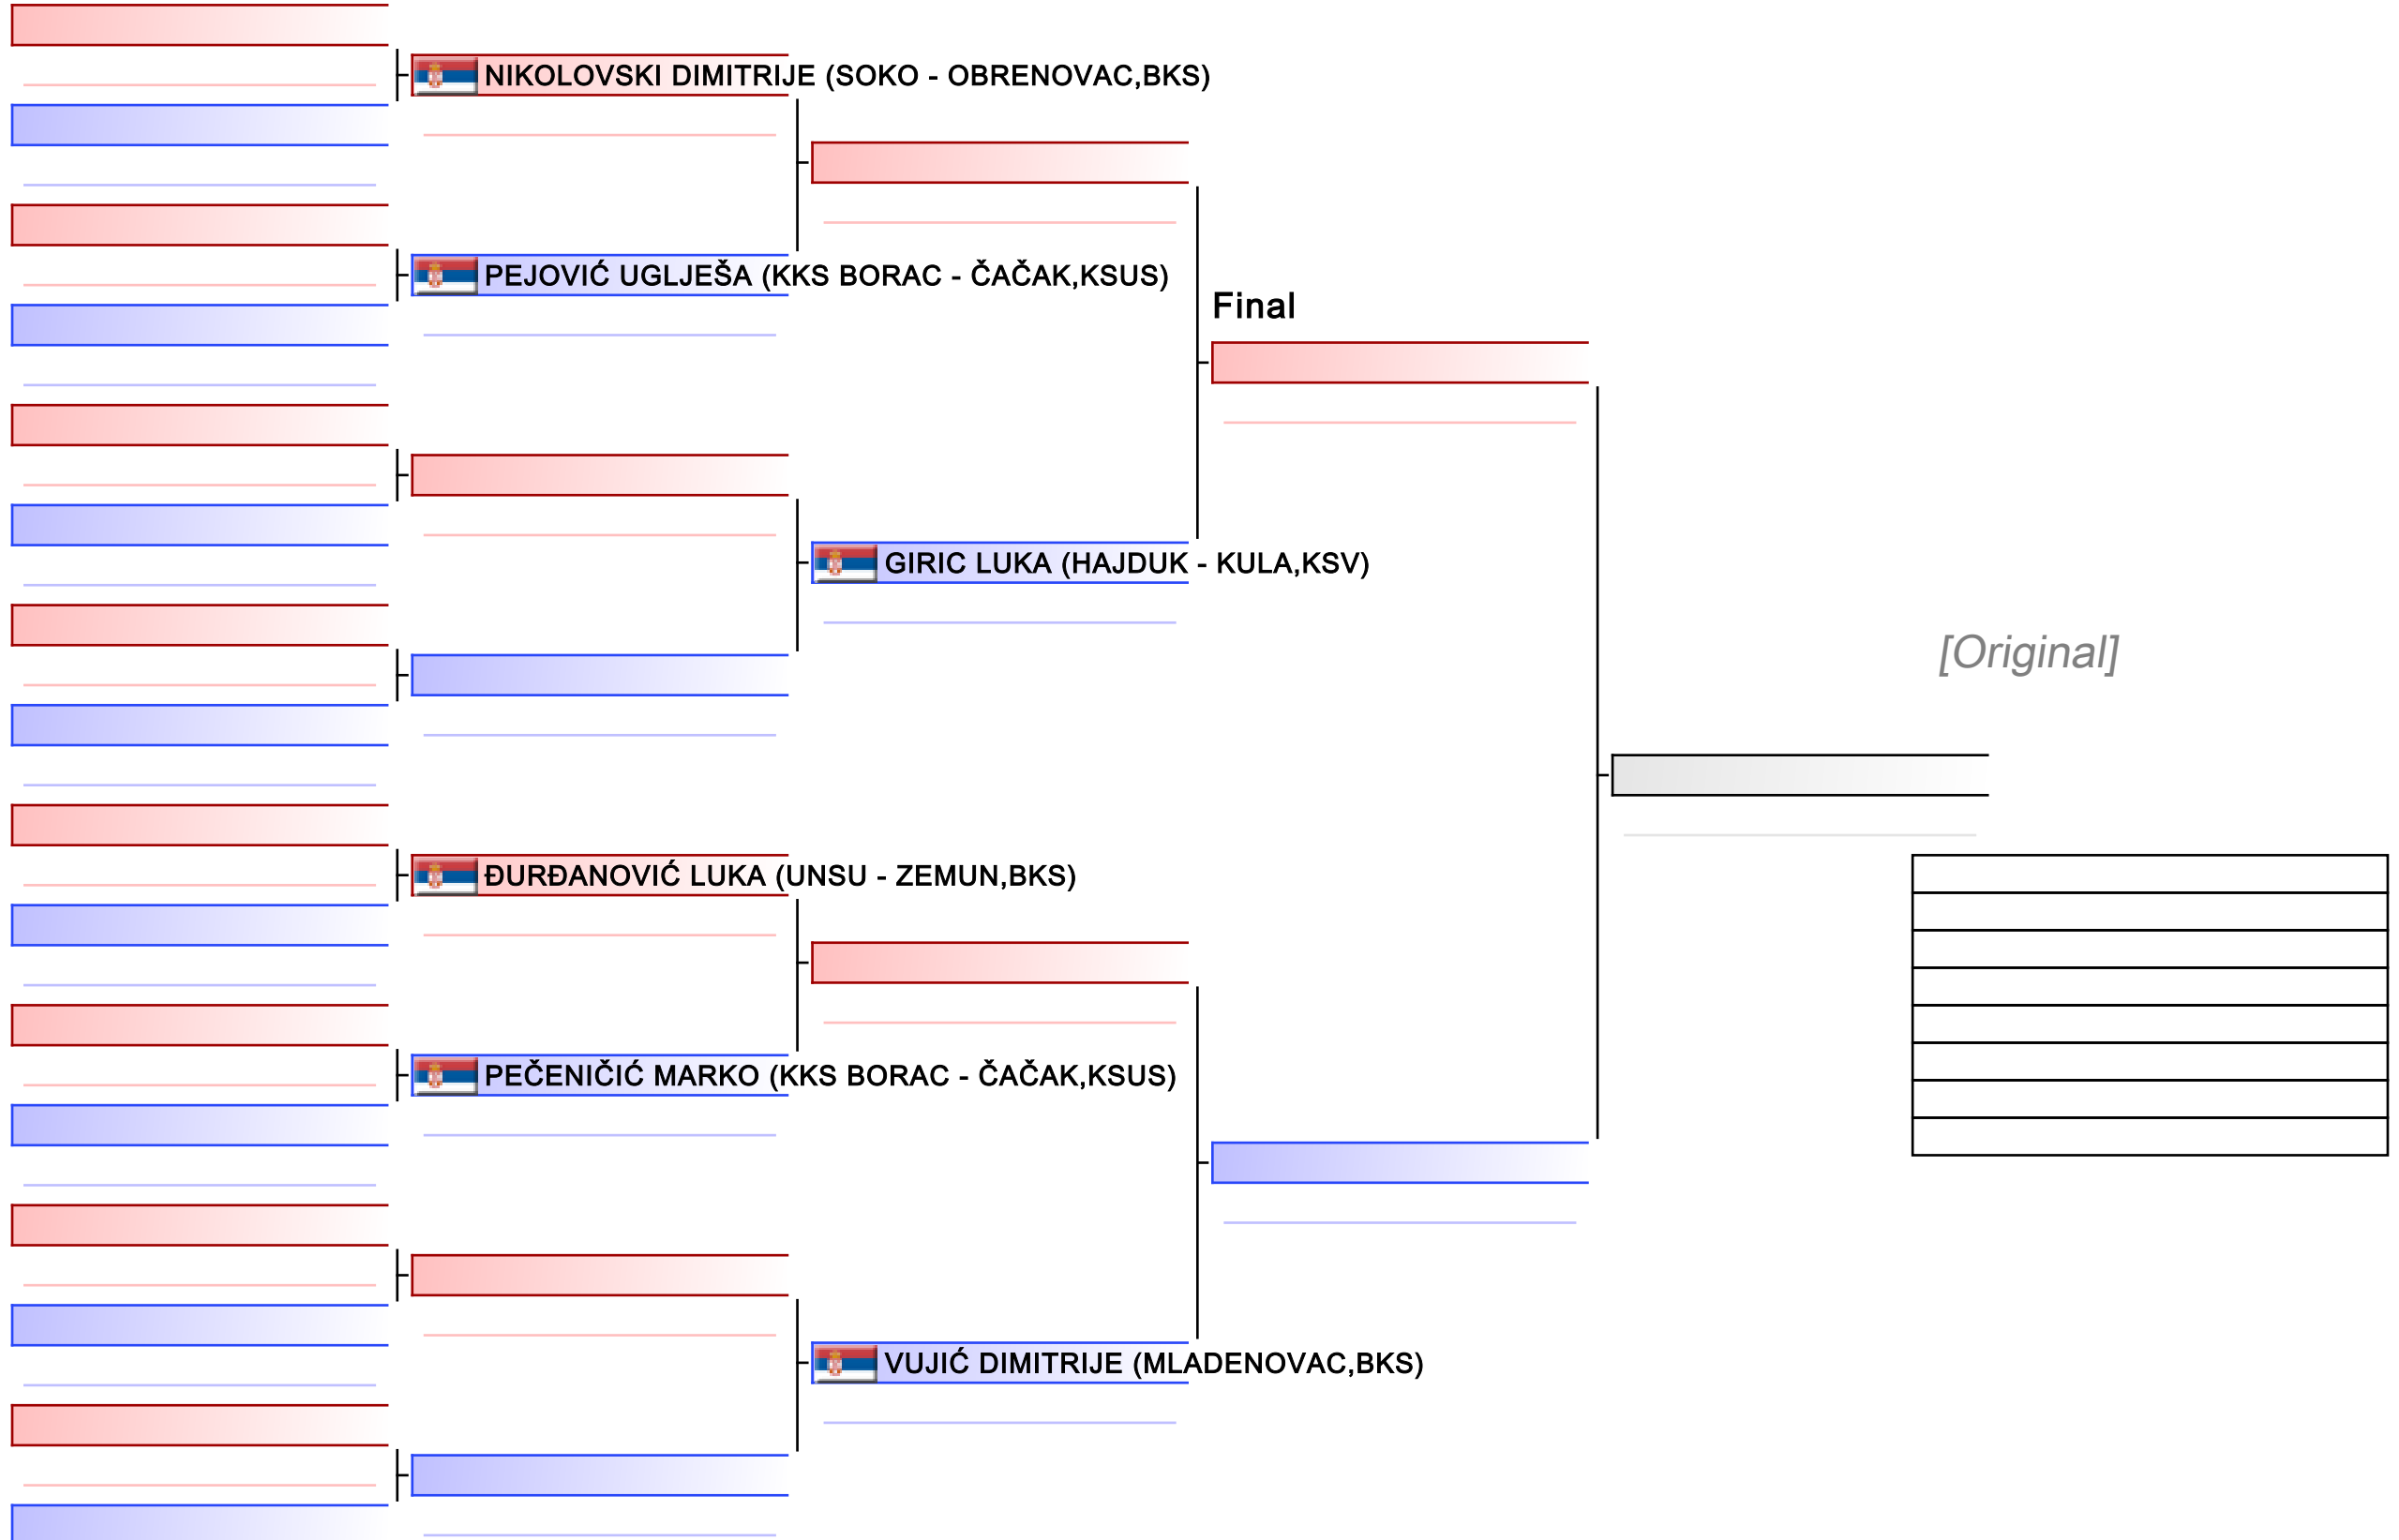 NIKOLOVSKI DIMITRIJE (SOKO - OBRENOVAC,BKS)
PEJOVIĆ UGLJEŠA (KKS BORAC - ČAČAK,KSUS)
Final
GIRIC LUKA (HAJDUK - KULA,KSV)
[Original]
ĐURĐANOVIĆ LUKA (UNSU - ZEMUN,BKS)
PEČENIČIĆ MARKO (KKS BORAC - ČAČAK,KSUS)
VUJIĆ DIMITRIJE (MLADENOVAC,BKS)